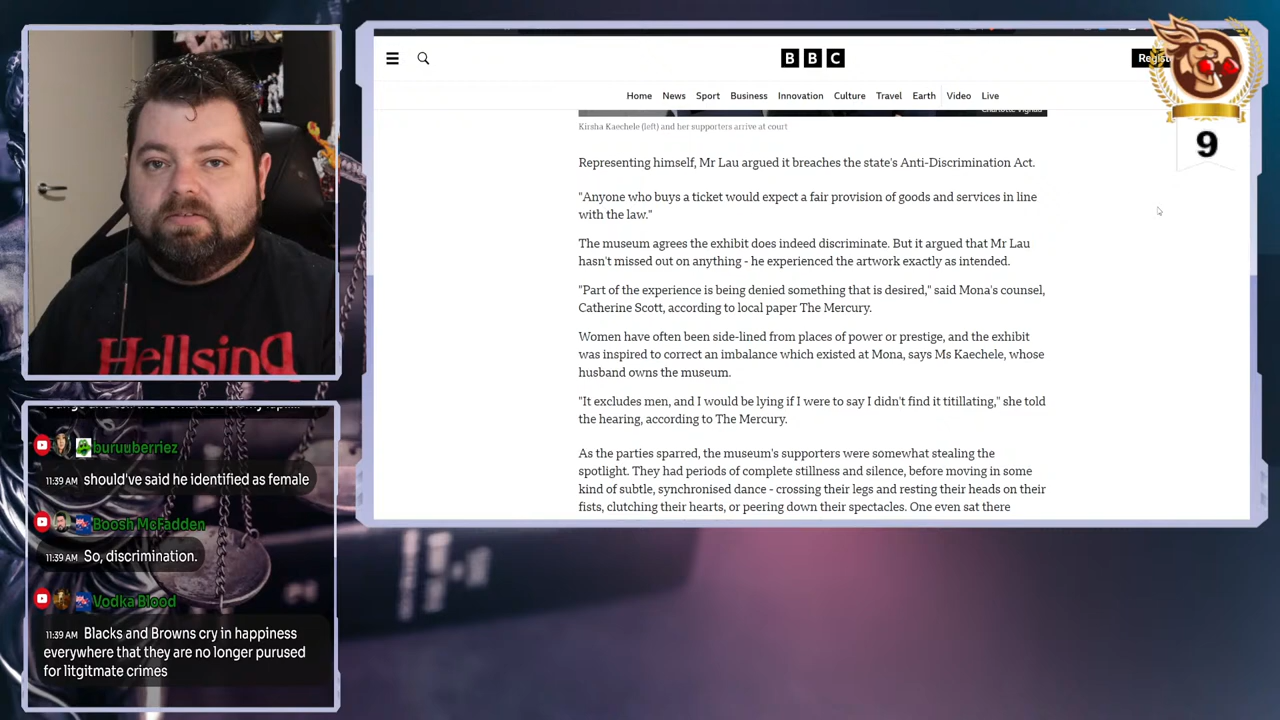 Hellsing
buruuberriez
11:39 AM should've said he identified as female
Boosh McFadden
11:39 AM So, discrimination.
Vodka Blood
11:39 AM Blacks and Browns cry in happiness
everywhere that they are no longer purused
for litgitmate crimes
BBC
Home News Sport Business Innovation Culture Travel Earth Video Live
9
Kirsha Kaechele (left) and her supporters arrive at court
Representing himself, Mr Lau argued it breaches the state's Anti-Discrimination Act.
"Anyone who buys a ticket would expect a fair provision of goods and services in line
with the law."
The museum agrees the exhibit does indeed discriminate. But it argued that Mr Lau
hasn't missed out on anything - he experienced the artwork exactly as intended.
"Part of the experience is being denied something that is desired," said Mona's counsel,
Catherine Scott, according to local paper The Mercury.
Women have often been side-lined from places of power or prestige, and the exhibit
was inspired to correct an imbalance which existed at Mona, says Ms Kaechele, whose
husband owns the museum.
"It excludes men, and I would be lying if I were to say I didn't find it titillating," she told
the hearing, according to The Mercury.
As the parties sparred, the museum's supporters were somewhat stealing the
spotlight. They had periods of complete stillness and silence, before moving in some
kind of subtle, synchronised dance - crossing their legs and resting their heads on their
fists, clutching their hearts, or peering down their spectacles. One even sat there